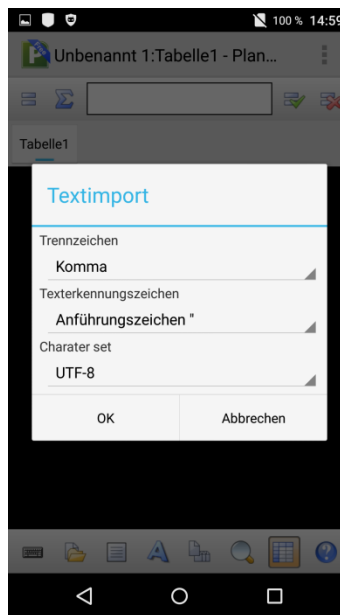 100 % 14:59
Unbenannt 1:Tabelle1 - Plan...
Tabelle1
Textimport
Trennzeichen
Komma
Texterkennungszeichen
Anführungszeichen "
Charater set
UTF-8
OK Abbrechen